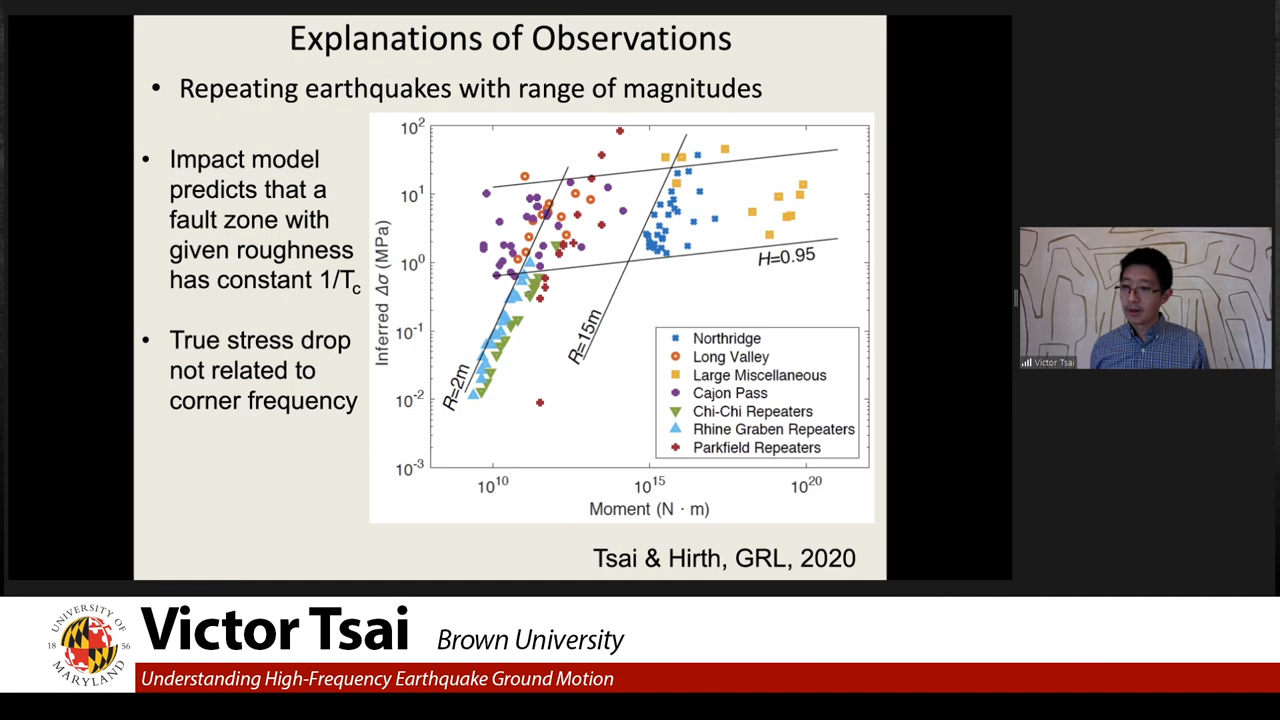 Explanations of Observations
• Repeating earthquakes with range of magnitudes
• Impact model
predicts that a
fault zone with
given roughness
has constant 1/Tc
• True stress drop
not related to
corner frequency
10²
10¹
10⁰
10⁻¹
10⁻²
10⁻³
Inferred Δσ (MPa)
R=2m
R=15m
H=0.95
Northridge
Long Valley
Large Miscellaneous
Cajon Pass
Chi-Chi Repeaters
Rhine Graben Repeaters
Parkfield Repeaters
10¹⁰
10¹⁵
10²⁰
Moment (N · m)
Tsai & Hirth, GRL, 2020
Victor Tsai
UNIVERSITY OF
18 56
MARYLAND
Victor Tsai Brown University
Understanding High-Frequency Earthquake Ground Motion